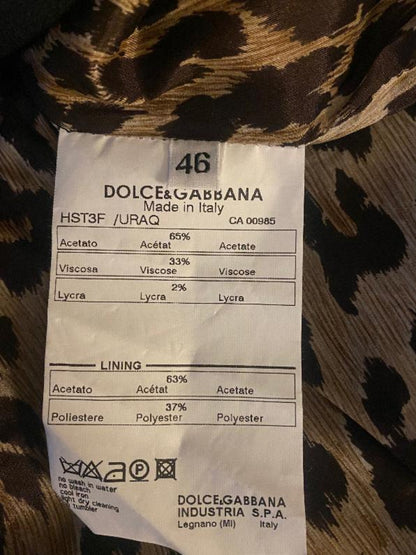 46
DOLCE&GABBANA
Made in Italy
HST3F /URAQ CA 00985
65%
Acetato Acétat Acetate
33%
Viscosa Viscose Viscose
2%
Lycra Lycra Lycra
LINING
63%
Acetato Acétat Acetate
37%
Poliestere Polyester Polyester
A P
no wash in water
no bleach
cool iron
light dry cleaning
tumbler
DOLCE&GABBANA
INDUSTRIA S.P.A.
Legnano (MI) Italy